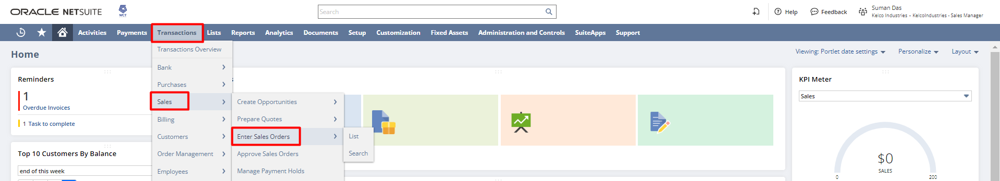 ORACLE NETSUITE
WCT
Search
Help
Feedback
Suman Das
Kelco Industries - KelcoIndustries - Sales Manager
Activities Payments Transactions Lists Reports Analytics Documents Setup Customization Fixed Assets Administration and Controls SuiteApps Support
Home
Viewing: Portlet date settings
Personalize
Layout
Transactions Overview
Bank
Purchases
Sales
Billing
Customers
Order Management
Employees
Create Opportunities
Prepare Quotes
Enter Sales Orders
Approve Sales Orders
Manage Payment Holds
List
Search
Reminders
1
Overdue Invoices
1 Task to complete
Top 10 Customers By Balance
end of this week
KPI Meter
Sales
$0
SALES
0
200